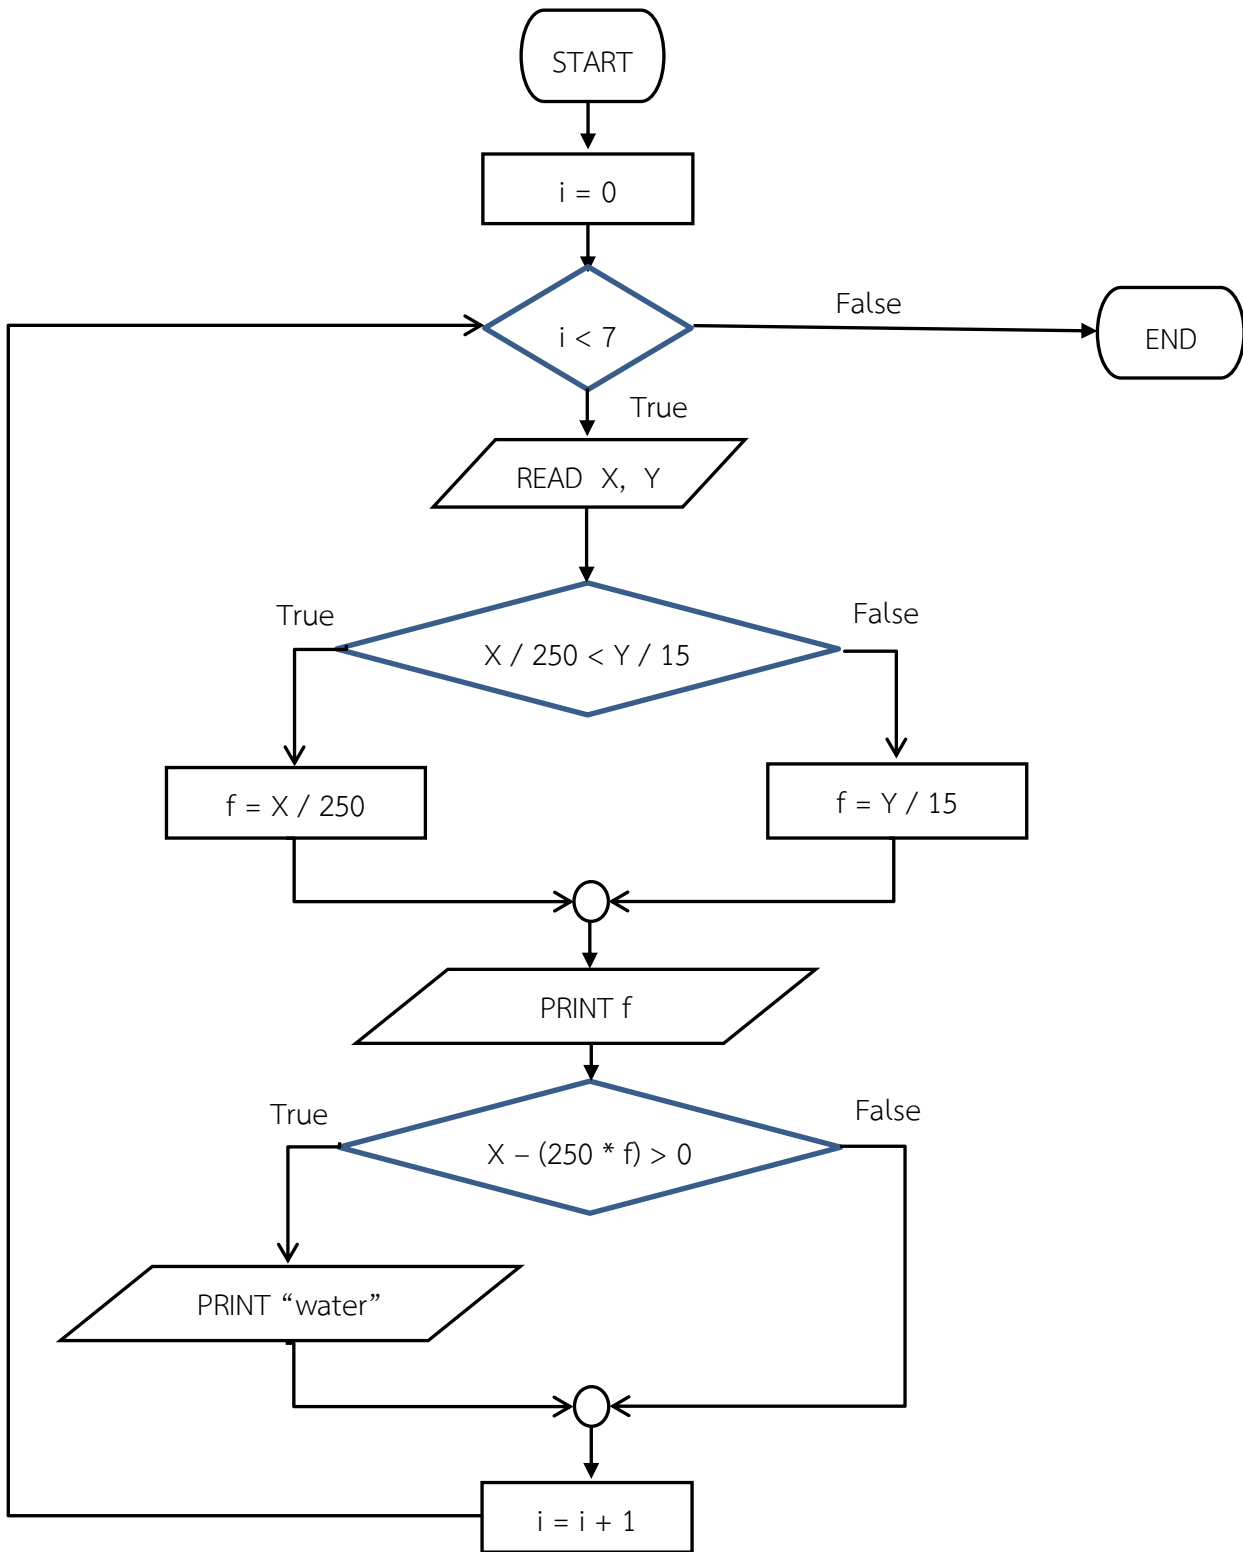 START
i = 0
i < 7
False
END
True
READ X, Y
True
X / 250 < Y / 15
False
f = X / 250
f = Y / 15
PRINT f
True
X – (250 * f) > 0
False
PRINT “water”
i = i + 1